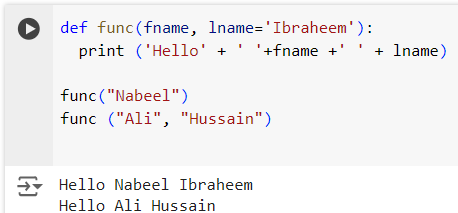 def func(fname, lname='Ibraheem'):
  print ('Hello' + ' '+fname +' ' + lname)

func("Nabeel")
func ("Ali", "Hussain")

Hello Nabeel Ibraheem
Hello Ali Hussain